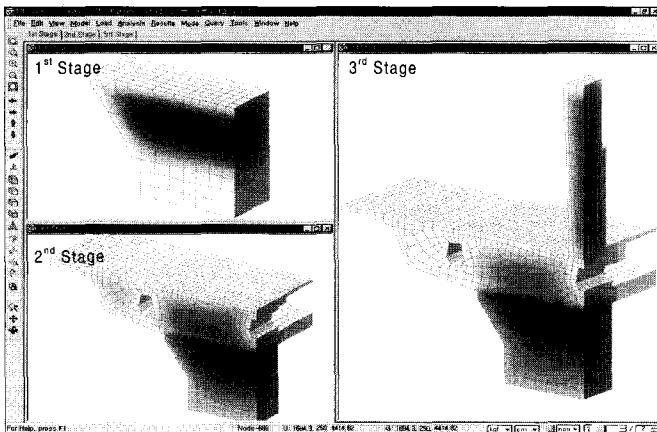 File Edit View Model Load Analysis Results Mode Query Tools Window Help
1st Stage | 2nd Stage | 3rd Stage |
1st Stage
3rd Stage
2nd Stage
For Help, press F1